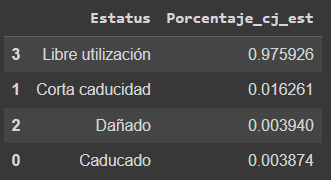 Estatus Porcentaje_cj_est
3 Libre utilización 0.975926
1 Corta caducidad 0.016261
2 Dañado 0.003940
0 Caducado 0.003874